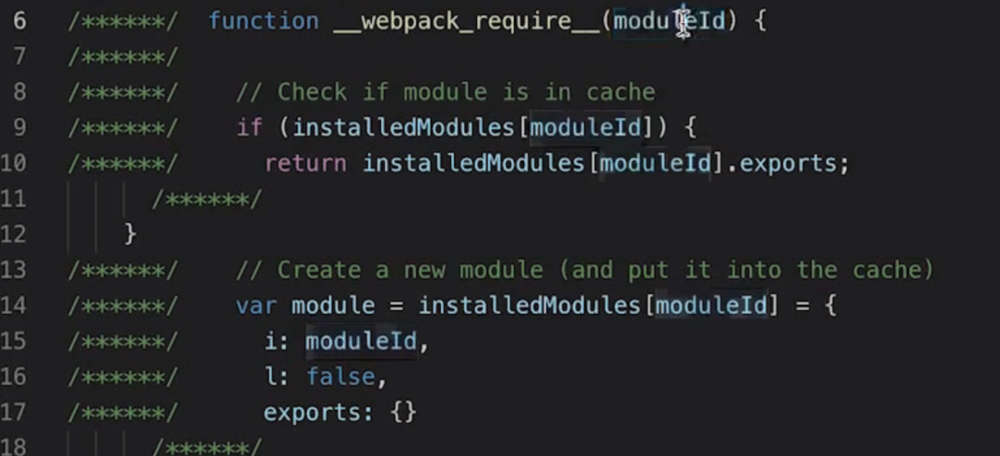 6 /******/ function __webpack_require__(moduleId) {
7 /******/
8 /******/ // Check if module is in cache
9 /******/ if (installedModules[moduleId]) {
10 /******/ return installedModules[moduleId].exports;
11 /******/
12 }
13 /******/ // Create a new module (and put it into the cache)
14 /******/ var module = installedModules[moduleId] = {
15 /******/ i: moduleId,
16 /******/ l: false,
17 /******/ exports: {}
18 /******/